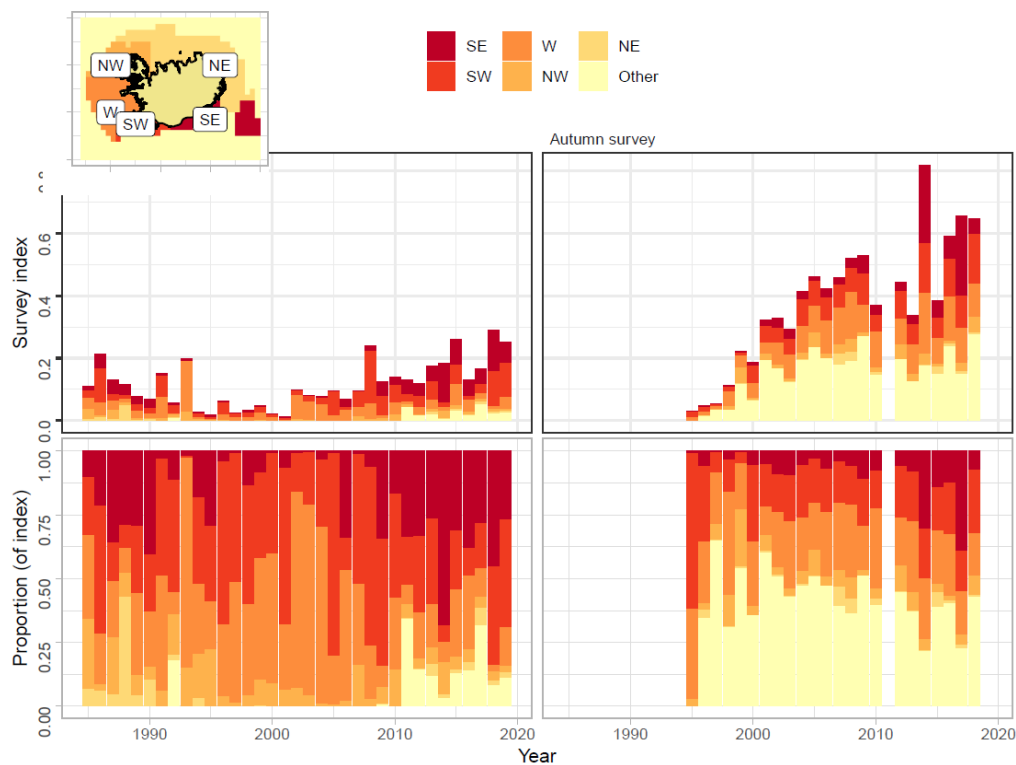 NW
NE
W
SW
SE
SE
W
NE
SW
NW
Other
Autumn survey
Survey index
0.6
0.4
0.2
0.0
Proportion (of index)
1.00
0.75
0.50
0.25
0.00
1990
2000
2010
2020
1990
2000
2010
2020
Year